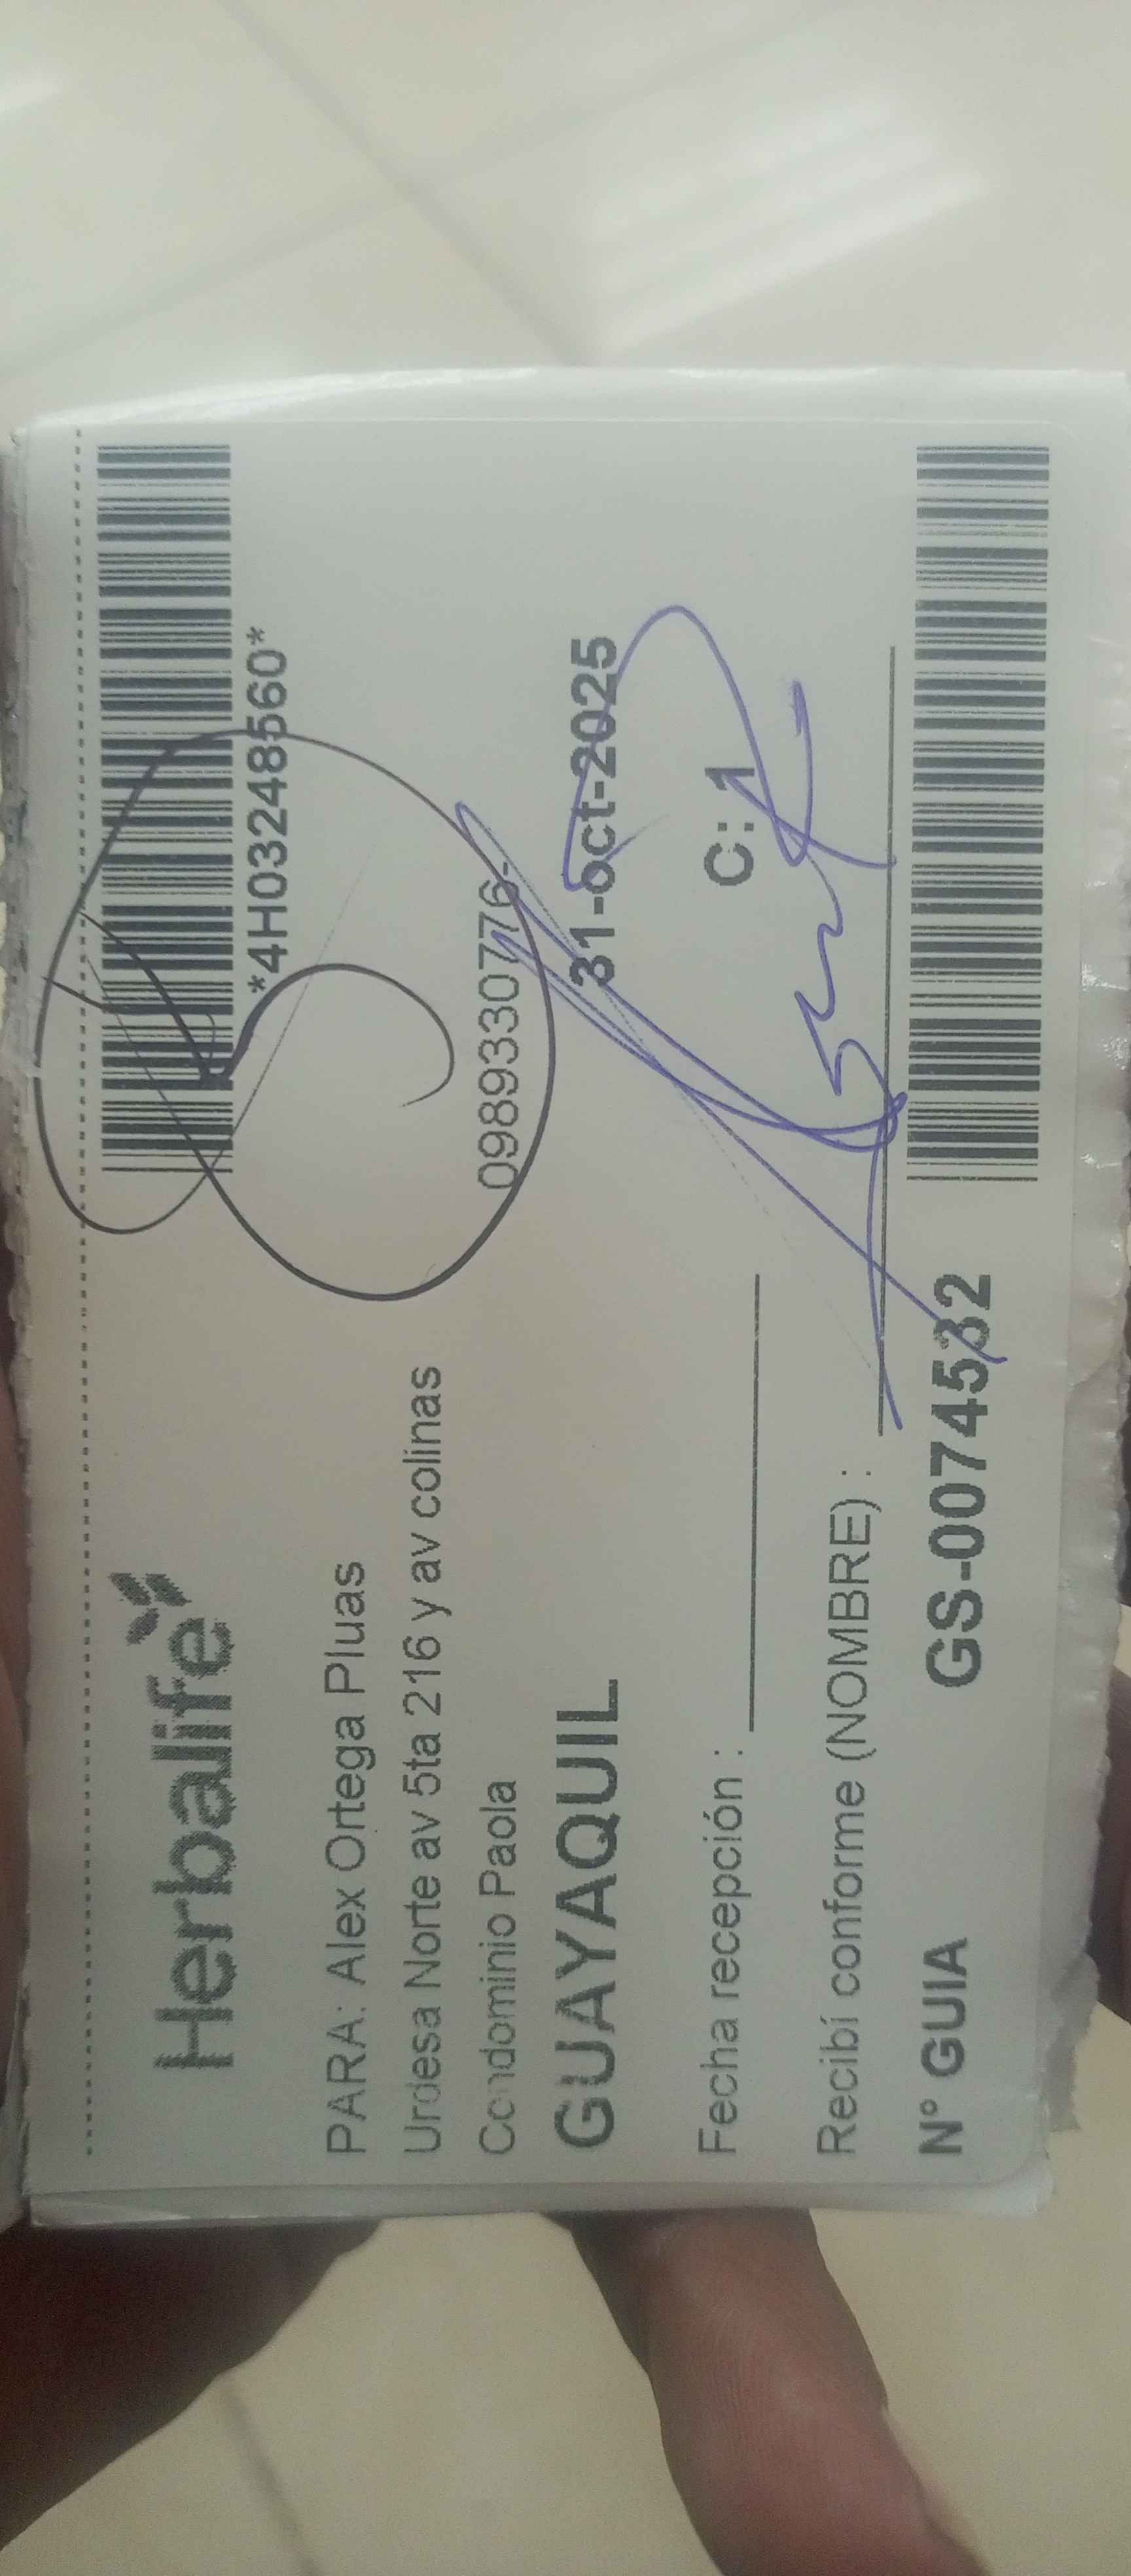 Herbalife
*4H03248560*
PARA: Alex Ortega Pluas
Urdesa Norte av 5ta 216 y av colinas
Condominio Paola
0989330776-
GUAYAQUIL
31-oct-2025
Fecha recepción :
C: 1
Recibí conforme (NOMBRE) :
N° GUIA
GS-0074532